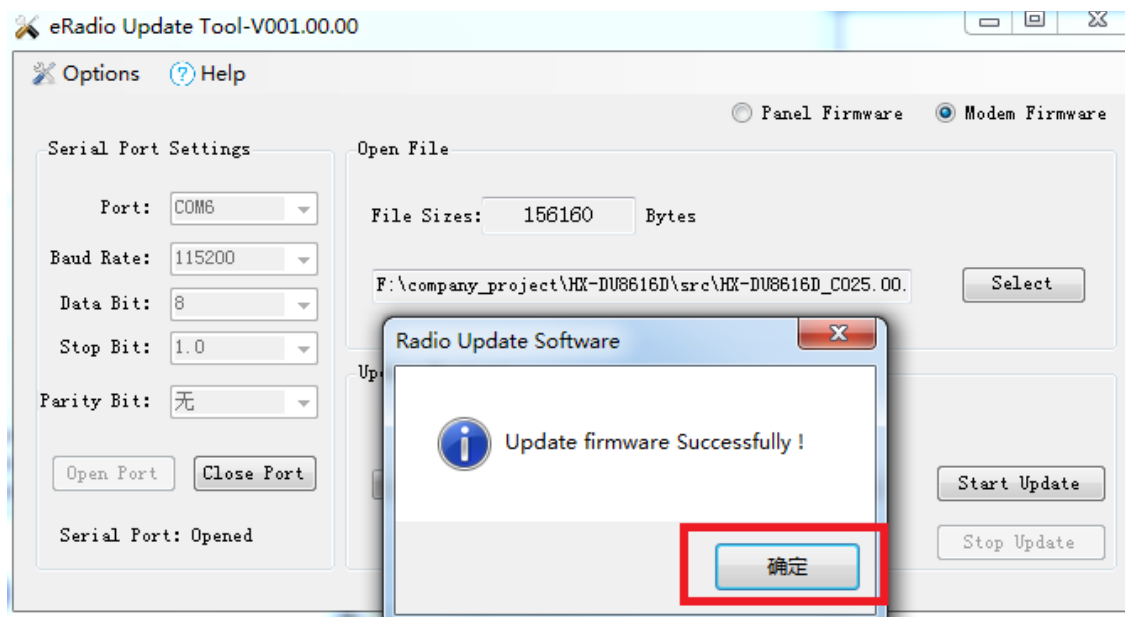 eRadio Update Tool-V001.00.00
Options Help
Panel Firmware Modem Firmware
Serial Port Settings
Port: COM6
Baud Rate: 115200
Data Bit: 8
Stop Bit: 1.0
Parity Bit: 无
Open Port Close Port
Serial Port: Opened
Open File
File Sizes: 156160 Bytes
F:\company_project\HX-DU8616D\src\HX-DU8616D_C025.00.
Select
Radio Update Software
Update firmware Successfully !
确定
Start Update
Stop Update